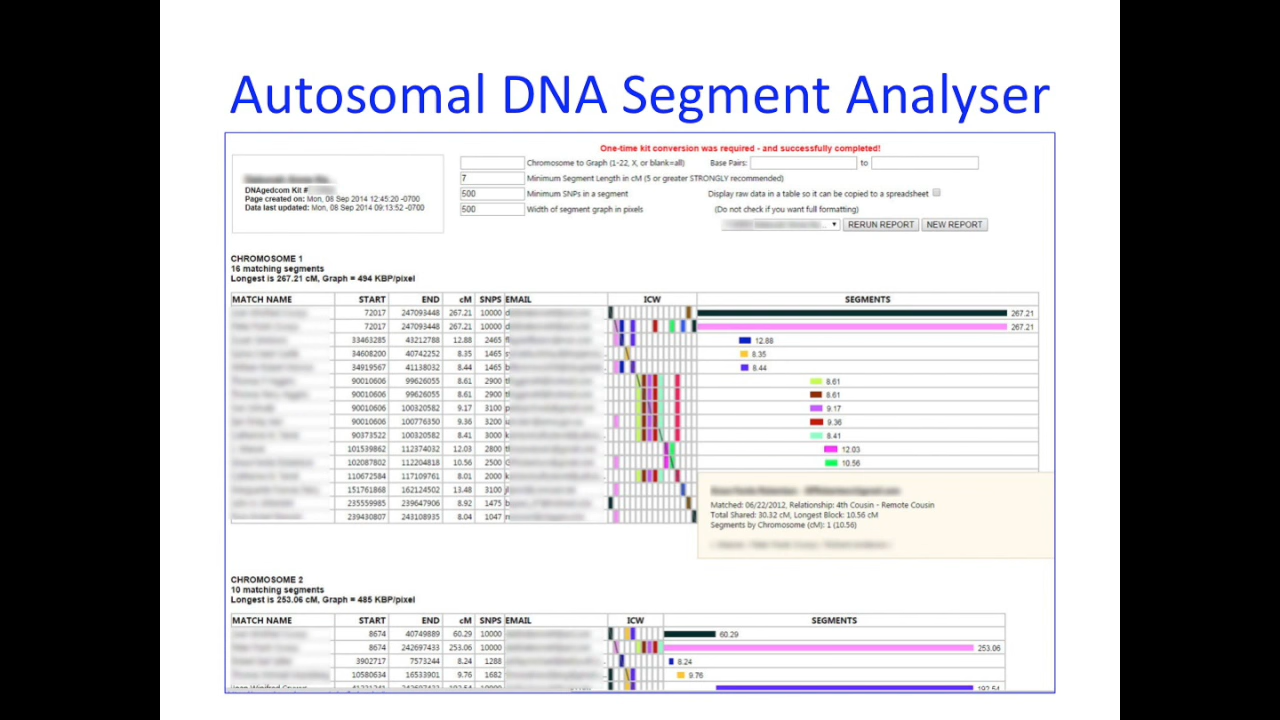 Autosomal DNA Segment Analyser
One-time kit conversion was required - and successfully completed!
DNAgedcom Kit #
Page created on: Mon, 08 Sep 2014 12:45:20 -0700
Data last updated: Mon, 08 Sep 2014 09:13:52 -0700
Chromosome to Graph (1-22, X, or blank=all) Base Pairs: to
7 Minimum Segment Length in cM (5 or greater STRONGLY recommended)
500 Minimum SNPs in a segment Display raw data in a table so it can be copied to a spreadsheet
500 Width of segment graph in pixels (Do not check if you want full formatting)
RERUN REPORT NEW REPORT
CHROMOSOME 1
16 matching segments
Longest is 267.21 cM, Graph = 494 KBP/pixel
MATCH NAME START END cM SNPS EMAIL ICW SEGMENTS
72017 247093448 267.21 10000 267.21
72017 247093448 267.21 10000 267.21
33463285 43212788 12.88 2465 12.88
34608200 40742252 8.35 1465 8.35
34919567 41138032 8.44 1465 8.44
90010606 99626055 8.61 2900 8.61
90010606 99626055 8.61 2900 8.61
90010606 100320582 9.17 3100 9.17
90010606 100776350 9.36 3200 9.36
90373522 100320582 8.41 3000 8.41
101539862 112374032 12.03 2800 12.03
102087802 112204818 10.56 2500 10.56
110672584 117109761 8.01 2000
151761868 162124502 13.48 3100
235559985 239647906 8.92 1475
239430807 243108935 8.04 1047
Matched: 06/22/2012, Relationship: 4th Cousin - Remote Cousin
Total Shared: 30.32 cM, Longest Block: 10.56 cM
Segments by Chromosome (cM): 1 (10.56)
CHROMOSOME 2
10 matching segments
Longest is 253.06 cM, Graph = 485 KBP/pixel
MATCH NAME START END cM SNPS EMAIL ICW SEGMENTS
8674 40749889 60.29 10000 60.29
8674 242697433 253.06 10000 253.06
3902717 7573244 8.24 1288 8.24
10580634 16533901 9.76 1682 9.76
192.54